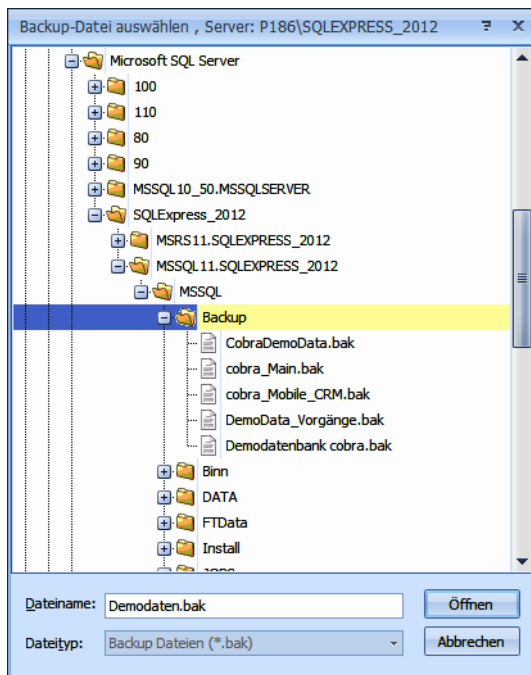 Backup-Datei auswählen , Server: P186\SQLEXPRESS_2012 ? X
Microsoft SQL Server
100
110
80
90
MSSQL10_50.MSSQLSERVER
SQLExpress_2012
MSRS11.SQLEXPRESS_2012
MSSQL11.SQLEXPRESS_2012
MSSQL
Backup
CobraDemoData.bak
cobra_Main.bak
cobra_Mobile_CRM.bak
DemoData_Vorgänge.bak
Demodatenbank cobra.bak
Binn
DATA
FTData
Install
JOBS
Dateiname: Demodaten.bak Öffnen
Dateityp: Backup Dateien (*.bak) Abbrechen